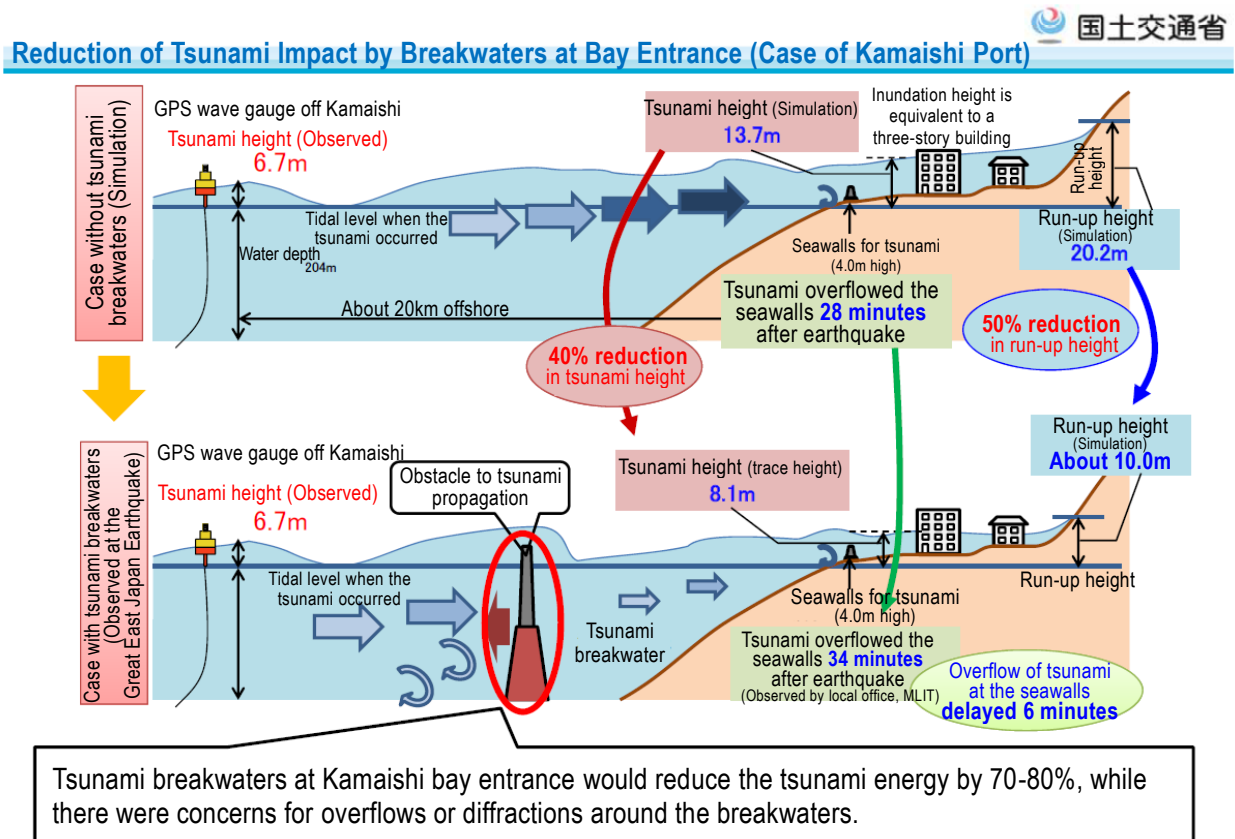 国土交通省
Reduction of Tsunami Impact by Breakwaters at Bay Entrance (Case of Kamaishi Port)
Case without tsunami
breakwaters (Simulation)
GPS wave gauge off Kamaishi
Tsunami height (Observed)
6.7m
Tsunami height (Simulation)
13.7m
Inundation height is
equivalent to a
three-story building
Run-up
height
Tidal level when the
tsunami occurred
Water depth
204m
Seawalls for tsunami
(4.0m high)
Run-up height
(Simulation)
20.2m
About 20km offshore
Tsunami overflowed the
seawalls 28 minutes
after earthquake
50% reduction
in run-up height
40% reduction
in tsunami height
Case with tsunami breakwaters
(Observed at the
Great East Japan Earthquake)
GPS wave gauge off Kamaishi
Tsunami height (Observed)
6.7m
Obstacle to tsunami
propagation
Tsunami height (trace height)
8.1m
Run-up height
(Simulation)
About 10.0m
Tidal level when the
tsunami occurred
Tsunami
breakwater
Seawalls for tsunami
(4.0m high)
Run-up height
Tsunami overflowed the
seawalls 34 minutes
after earthquake
(Observed by local office, MLIT)
Overflow of tsunami
at the seawalls
delayed 6 minutes
Tsunami breakwaters at Kamaishi bay entrance would reduce the tsunami energy by 70-80%, while
there were concerns for overflows or diffractions around the breakwaters.